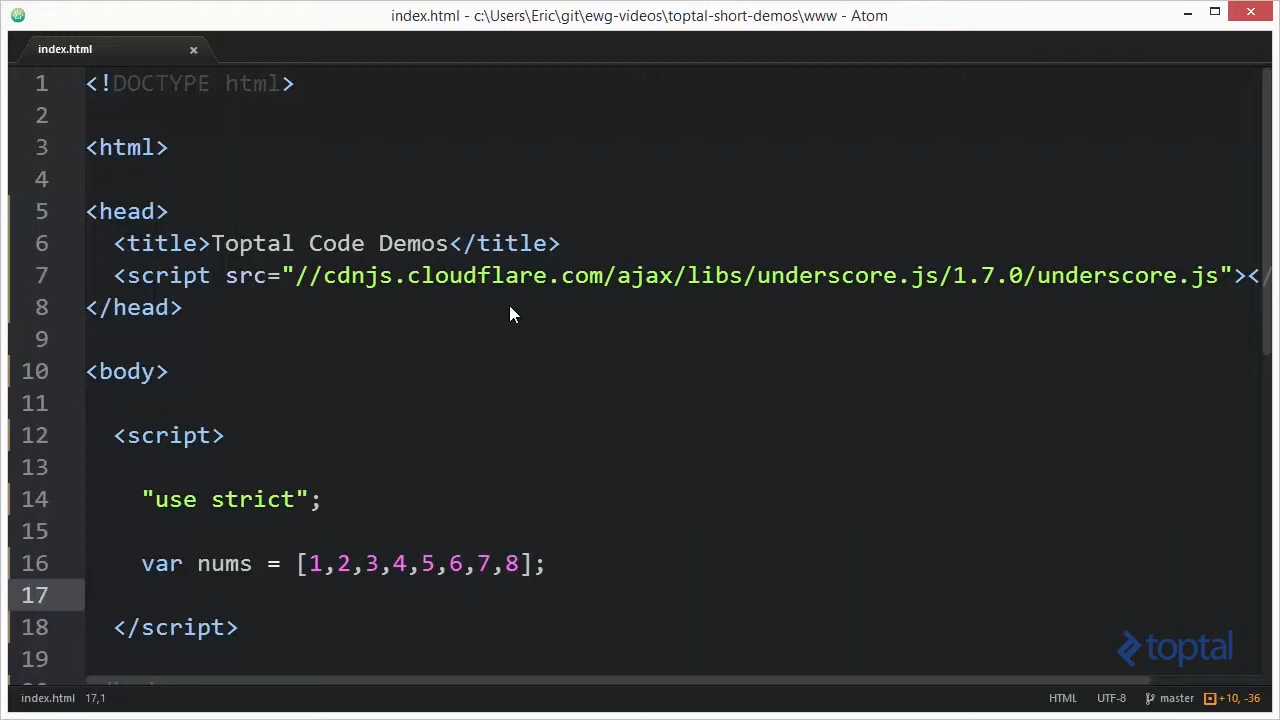 index.html - c:\Users\Eric\git\ewg-videos\toptal-short-demos\www - Atom
index.html
1 <!DOCTYPE html>
2
3 <html>
4
5 <head>
6 <title>Toptal Code Demos</title>
7 <script src="//cdnjs.cloudflare.com/ajax/libs/underscore.js/1.7.0/underscore.js"></
8 </head>
9
10 <body>
11
12 <script>
13
14 "use strict";
15
16 var nums = [1,2,3,4,5,6,7,8];
17
18 </script>
19
toptal
index.html 17,1 HTML UTF-8 master +10, -36